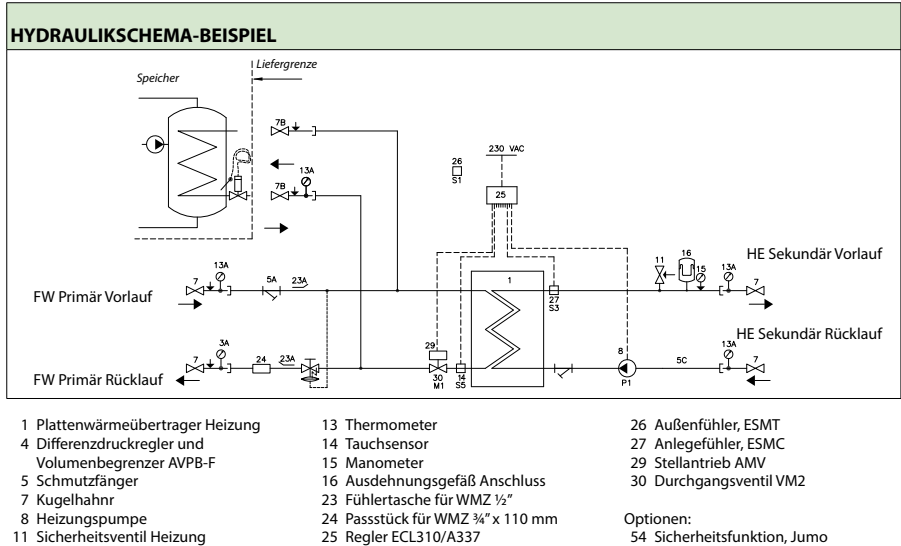 HYDRAULIKSCHEMA-BEISPIEL
Speicher
Liefergrenze
7B
13A
7B
230 VAC
26
S1
25
HE Sekundär Vorlauf
11
16
15
13A
7
7
13A
5A
23A
1
27
S3
FW Primär Vorlauf
HE Sekundär Rücklauf
7
3A
24
23A
29
30
M1
14
S5
8
P1
5C
13A
7
FW Primär Rücklauf
1 Plattenwärmeübertrager Heizung
4 Differenzdruckregler und
Volumenbegrenzer AVPB-F
5 Schmutzfänger
7 Kugelhahnr
8 Heizungspumpe
11 Sicherheitsventil Heizung
13 Thermometer
14 Tauchsensor
15 Manometer
16 Ausdehnungsgefäß Anschluss
23 Fühlertasche für WMZ ½"
24 Passstück für WMZ ¾" x 110 mm
25 Regler ECL310/A337
26 Außenfühler, ESMT
27 Anlegefühler, ESMC
29 Stellantrieb AMV
30 Durchgangsventil VM2
Optionen:
54 Sicherheitsfunktion, Jumo